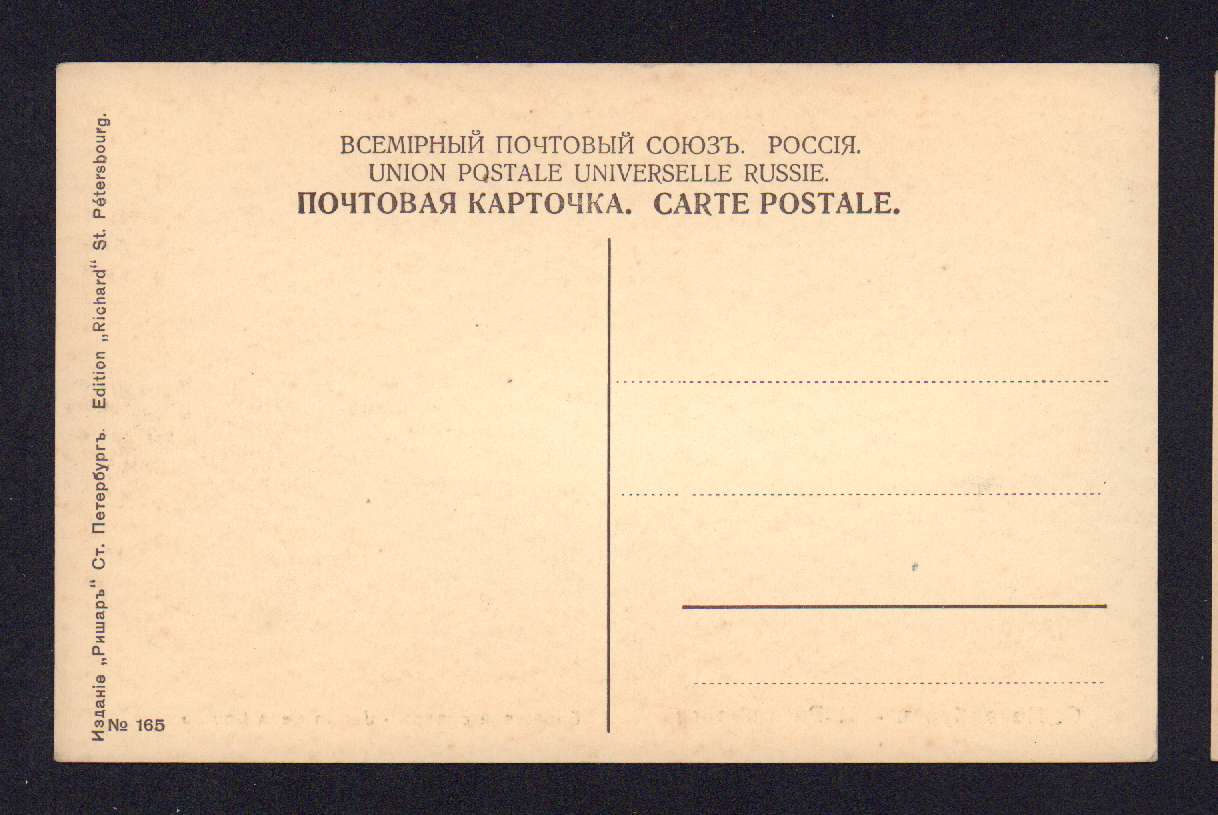 ВСЕМІРНЫЙ ПОЧТОВЫЙ СОЮЗЪ. РОССІЯ.
UNION POSTALE UNIVERSELLE RUSSIE.
ПОЧТОВАЯ КАРТОЧКА. CARTE POSTALE.
Изданіе „Ришаръ“ Ст. Петербургъ. Edition „Richard“ St. Pétersbourg.
№ 165